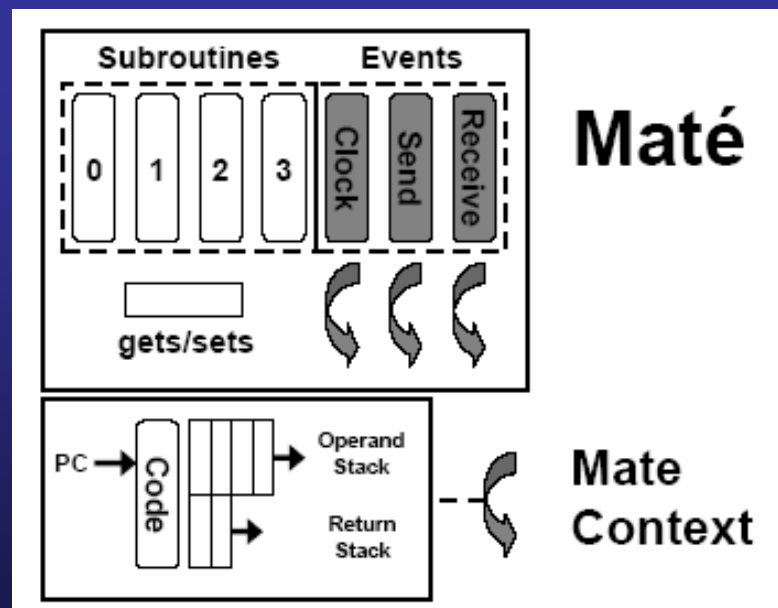 Subroutines Events
0 1 2 3 Clock Send Receive
Maté
gets/sets
PC
Code
Operand
Stack
Return
Stack
Mate
Context